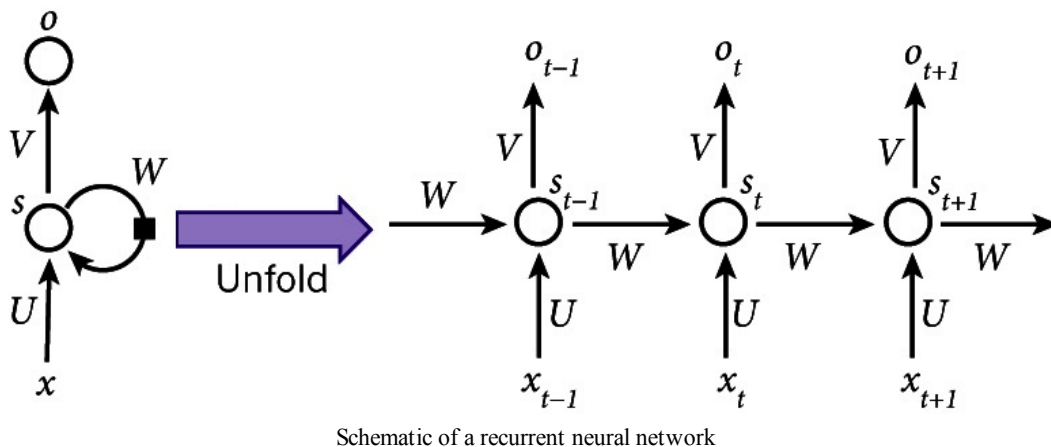 o
V
W
s
U
x
Unfold
o_{t-1} o_t o_{t+1}
V V V
W s_{t-1} s_t s_{t+1}
W W W
U U U
x_{t-1} x_t x_{t+1}
Schematic of a recurrent neural network